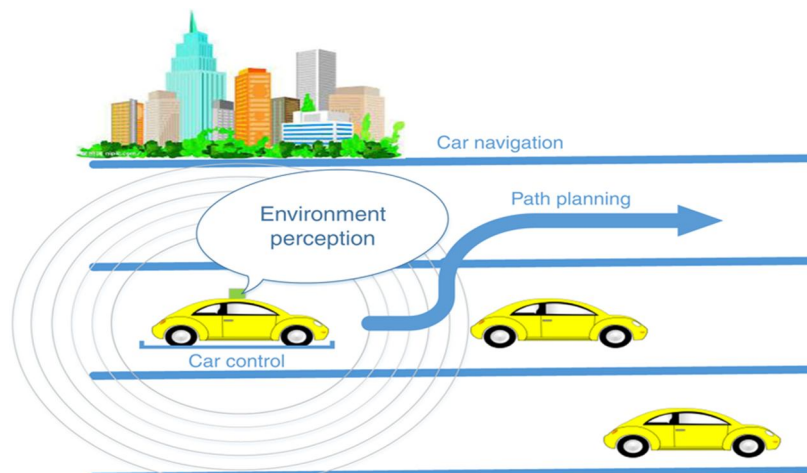 Car navigation
Path planning
Environment
perception
Car control